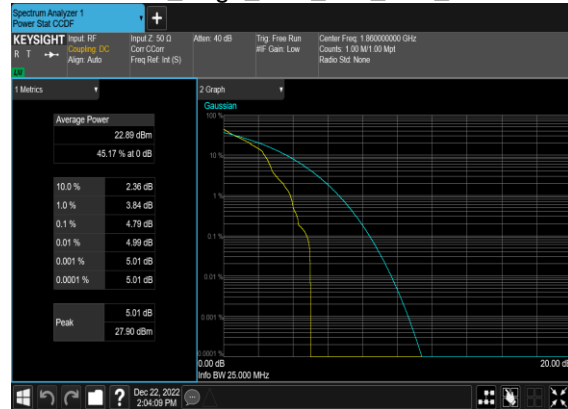 Spectrum Analyzer 1
Power Stat CCDF
KEYSIGHT
R T
LXI
Input: RF
Coupling: DC
Align: Auto
Input Z: 50 Ω
Corr CCorr
Freq Ref: Int (S)
Atten: 40 dB
Trig: Free Run
#IF Gain: Low
Center Freq: 1.860000000 GHz
Counts: 1.00 M/1.00 Mpt
Radio Std: None
1 Metrics
Average Power
22.89 dBm
45.17 % at 0 dB
10.0 % 2.36 dB
1.0 % 3.84 dB
0.1 % 4.79 dB
0.01 % 4.99 dB
0.001 % 5.01 dB
0.0001 % 5.01 dB
Peak
5.01 dB
27.90 dBm
2 Graph
Gaussian
100 %
10 %
1 %
0.1 %
0.01 %
0.001 %
0.0001 %
0.00 dB
20.00 dB
Info BW 25.000 MHz
?
Dec 22, 2022
2:04:09 PM